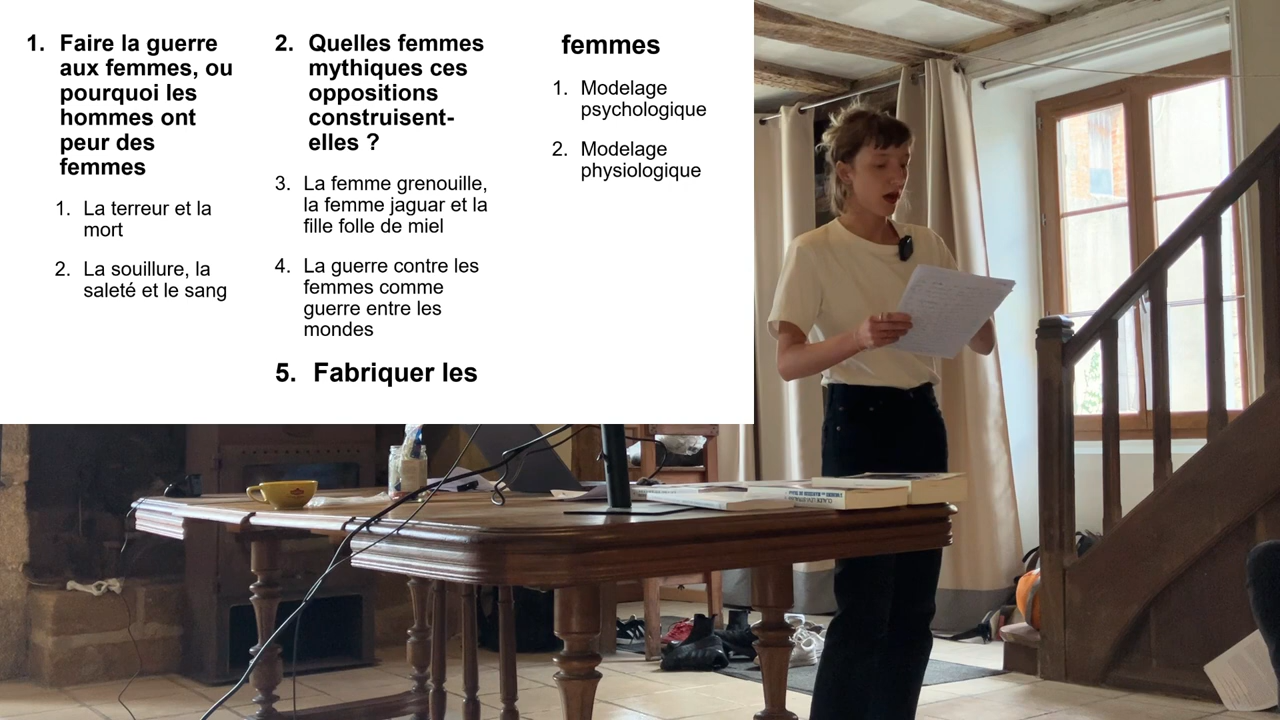 1. Faire la guerre
aux femmes, ou
pourquoi les
hommes ont
peur des
femmes
1. La terreur et la
mort
2. La souillure, la
saleté et le sang
2. Quelles femmes
mythiques ces
oppositions
construisent-
elles ?
3. La femme grenouille,
la femme jaguar et la
fille folle de miel
4. La guerre contre les
femmes comme
guerre entre les
mondes
5. Fabriquer les
femmes
1. Modelage
psychologique
2. Modelage
physiologique